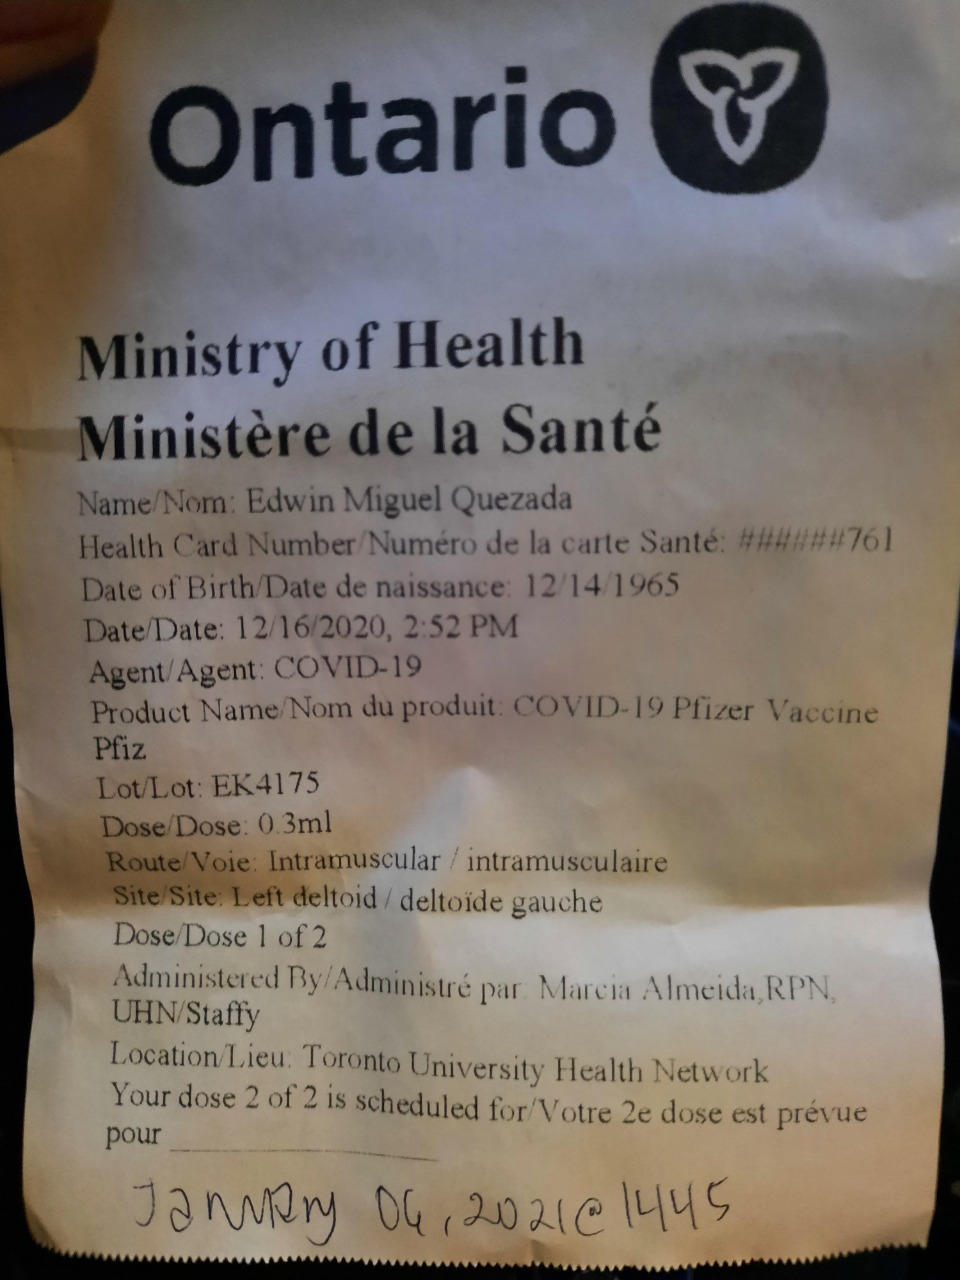 Ontario
Ministry of Health
Ministère de la Santé
Name/Nom: Edwin Miguel Quezada
Health Card Number/Numéro de la carte Santé: ######761
Date of Birth/Date de naissance: 12/14/1965
Date/Date: 12/16/2020, 2:52 PM
Agent/Agent: COVID-19
Product Name/Nom du produit: COVID-19 Pfizer Vaccine
Pfiz
Lot/Lot: EK4175
Dose/Dose: 0.3ml
Route/Voie: Intramuscular / intramusculaire
Site/Site: Left deltoid / deltoïde gauche
Dose/Dose 1 of 2
Administered By/Administré par: Marcia Almeida,RPN,
UHN/Staffy
Location/Lieu: Toronto University Health Network
Your dose 2 of 2 is scheduled for/Votre 2e dose est prévue
pour
January 06, 2021@1445